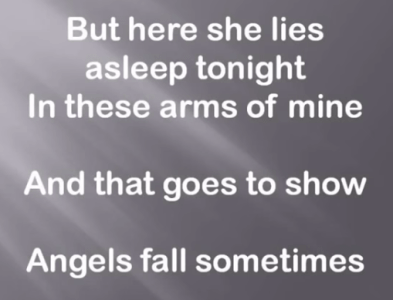 But here she lies
asleep tonight
In these arms of mine
And that goes to show
Angels fall sometimes